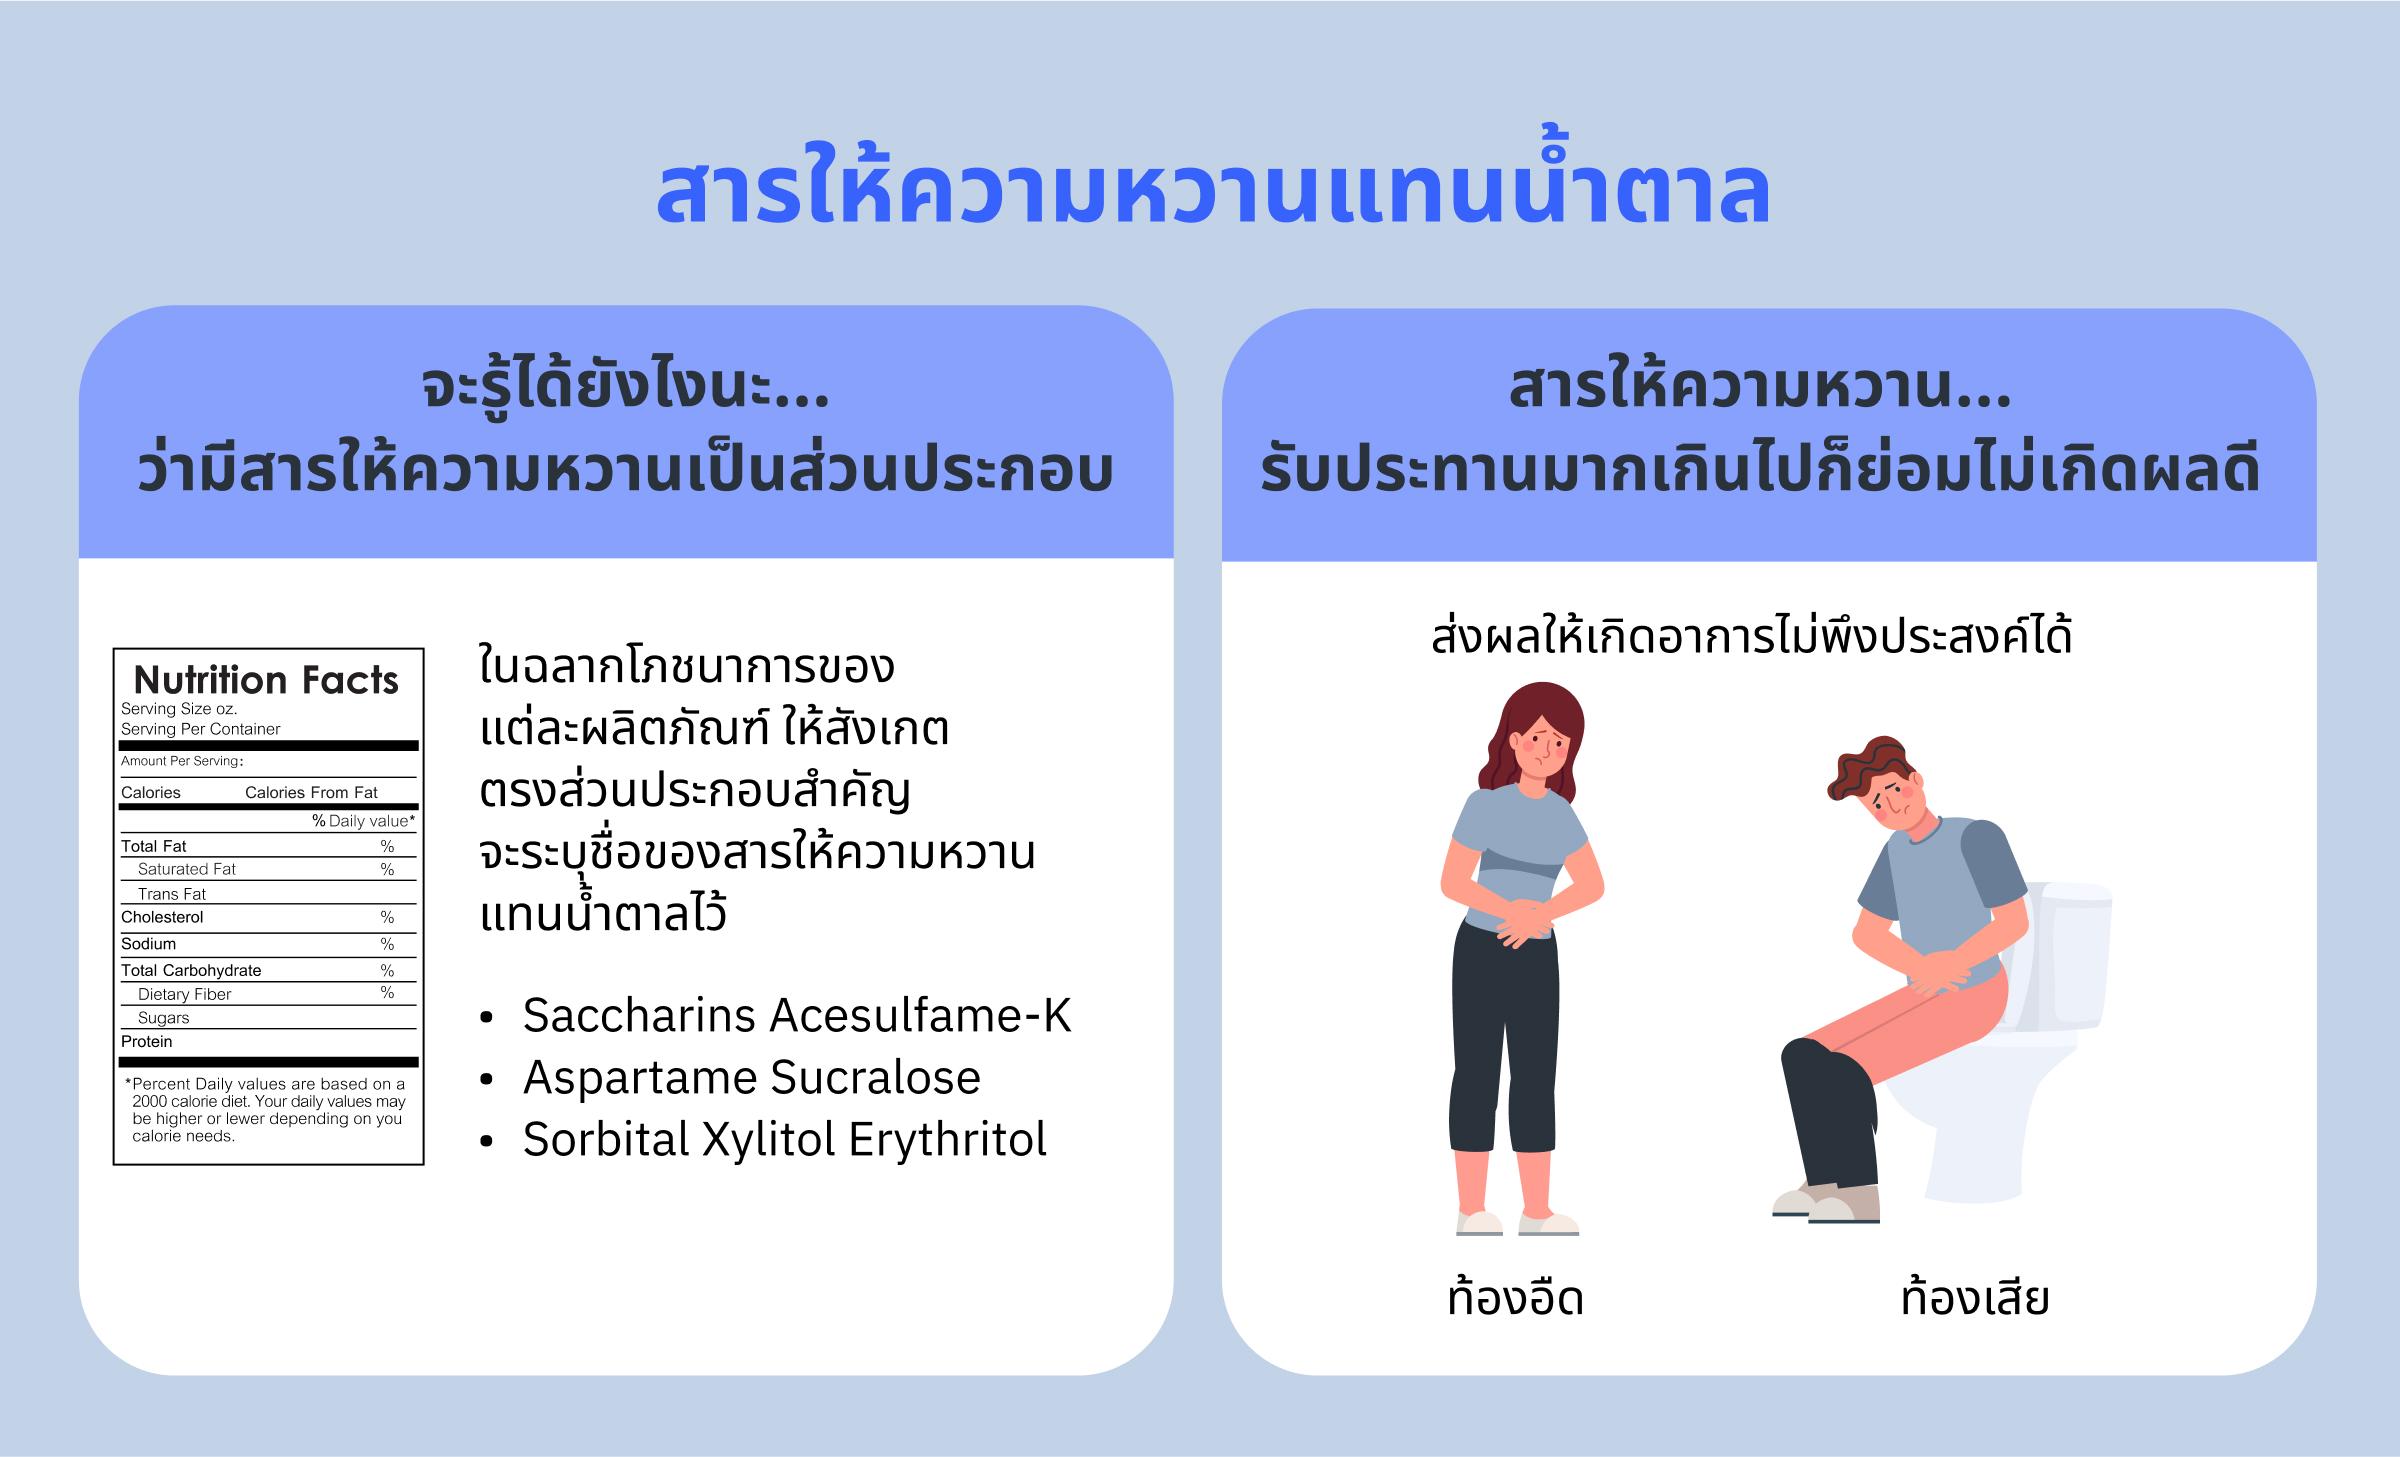 สารให้ความหวานแทนน้ำตาล
จะรู้ได้ยังไงนะ...
ว่ามีสารให้ความหวานเป็นส่วนประกอบ
Nutrition Facts
Serving Size oz.
Serving Per Container
Amount Per Serving:
Calories Calories From Fat
% Daily value*
Total Fat %
Saturated Fat %
Trans Fat
Cholesterol %
Sodium %
Total Carbohydrate %
Dietary Fiber %
Sugars
Protein
*Percent Daily values are based on a
2000 calorie diet. Your daily values may
be higher or lewer depending on you
calorie needs.
ในฉลากโภชนาการของ
แต่ละผลิตภัณฑ์ ให้สังเกต
ตรงส่วนประกอบสำคัญ
จะระบุชื่อของสารให้ความหวาน
แทนน้ำตาลไว้
• Saccharins Acesulfame-K
• Aspartame Sucralose
• Sorbital Xylitol Erythritol
สารให้ความหวาน...
รับประทานมากเกินไปก็ย่อมไม่เกิดผลดี
ส่งผลให้เกิดอาการไม่พึงประสงค์ได้
ท้องอืด
ท้องเสีย